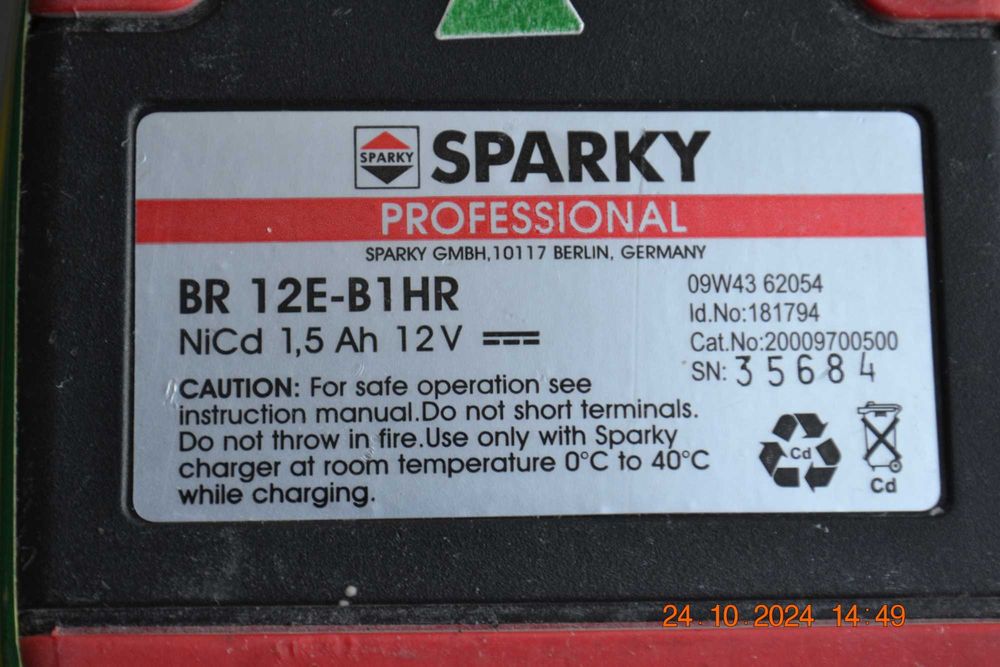 SPARKY
SPARKY
PROFESSIONAL
SPARKY GMBH,10117 BERLIN, GERMANY
BR 12E-B1HR
NiCd 1,5 Ah 12V
09W43 62054
Id.No:181794
Cat.No:20009700500
SN: 35684
CAUTION: For safe operation see
instruction manual.Do not short terminals.
Do not throw in fire.Use only with Sparky
charger at room temperature 0°C to 40°C
while charging.
Cd
Cd
24.10.2024 14:49